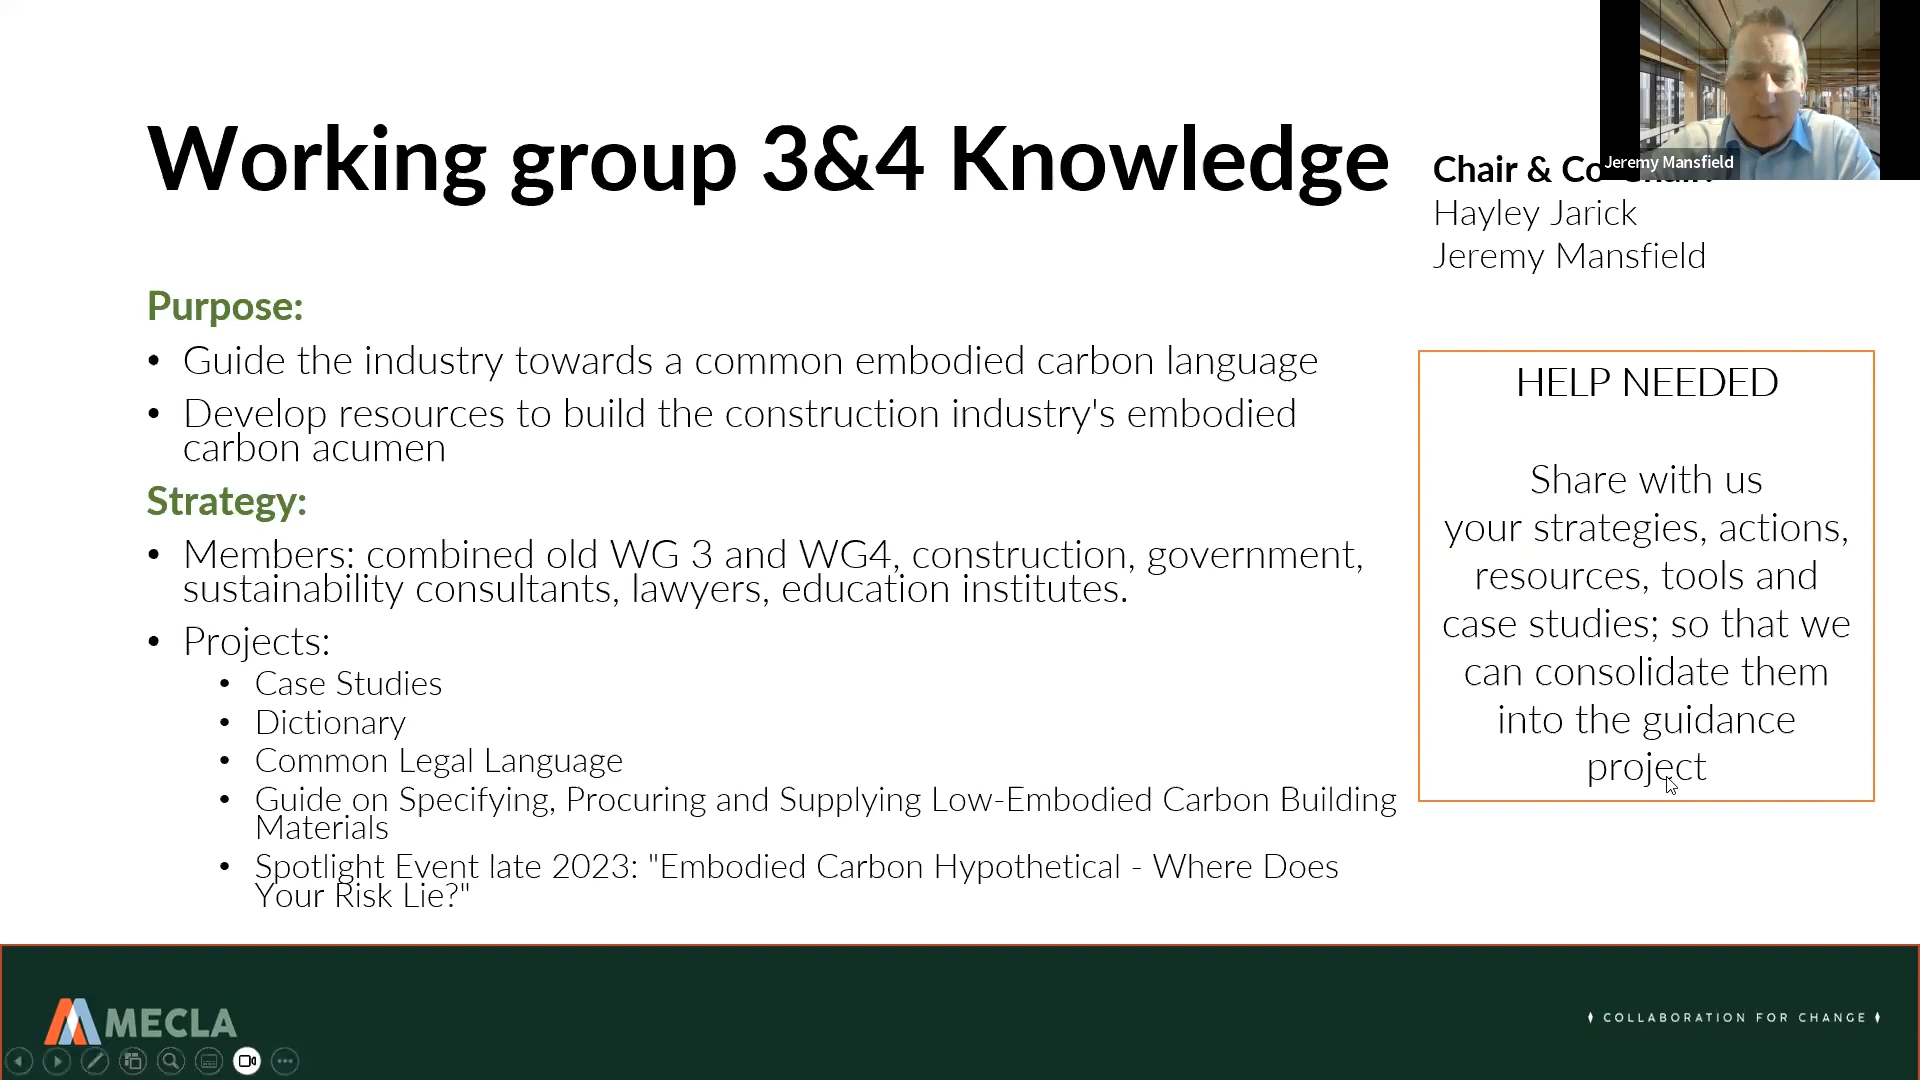 Working group 3&4 Knowledge
Jeremy Mansfield
Chair & Co-Chair:
Hayley Jarick
Jeremy Mansfield
Purpose:
• Guide the industry towards a common embodied carbon language
• Develop resources to build the construction industry's embodied
carbon acumen
Strategy:
• Members: combined old WG 3 and WG4, construction, government,
sustainability consultants, lawyers, education institutes.
• Projects:
• Case Studies
• Dictionary
• Common Legal Language
• Guide on Specifying, Procuring and Supplying Low-Embodied Carbon Building
Materials
• Spotlight Event late 2023: "Embodied Carbon Hypothetical - Where Does
Your Risk Lie?"
HELP NEEDED
Share with us
your strategies, actions,
resources, tools and
case studies; so that we
can consolidate them
into the guidance
project
MECLA
COLLABORATION FOR CHANGE